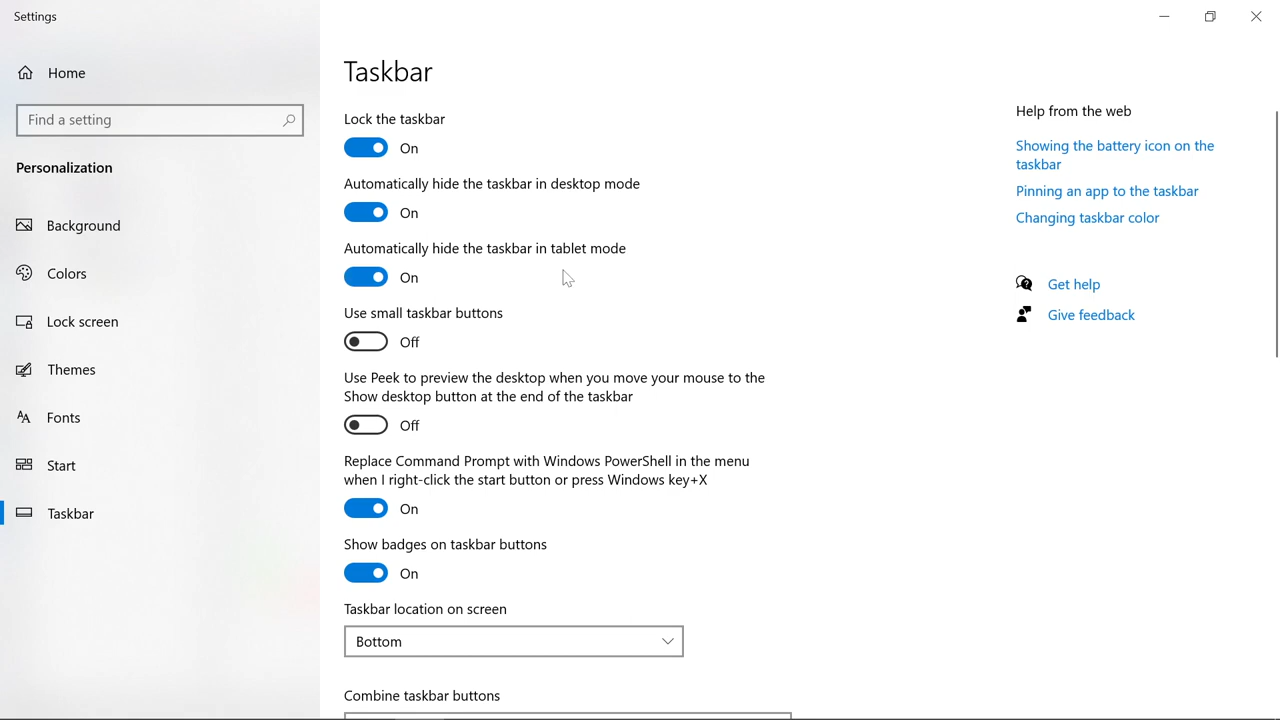 Settings
Home
Find a setting
Personalization
Background
Colors
Lock screen
Themes
Fonts
Start
Taskbar
Taskbar
Lock the taskbar
On
Automatically hide the taskbar in desktop mode
On
Automatically hide the taskbar in tablet mode
On
Use small taskbar buttons
Off
Use Peek to preview the desktop when you move your mouse to the
Show desktop button at the end of the taskbar
Off
Replace Command Prompt with Windows PowerShell in the menu
when I right-click the start button or press Windows key+X
On
Show badges on taskbar buttons
On
Taskbar location on screen
Bottom
Combine taskbar buttons
Help from the web
Showing the battery icon on the
taskbar
Pinning an app to the taskbar
Changing taskbar color
Get help
Give feedback